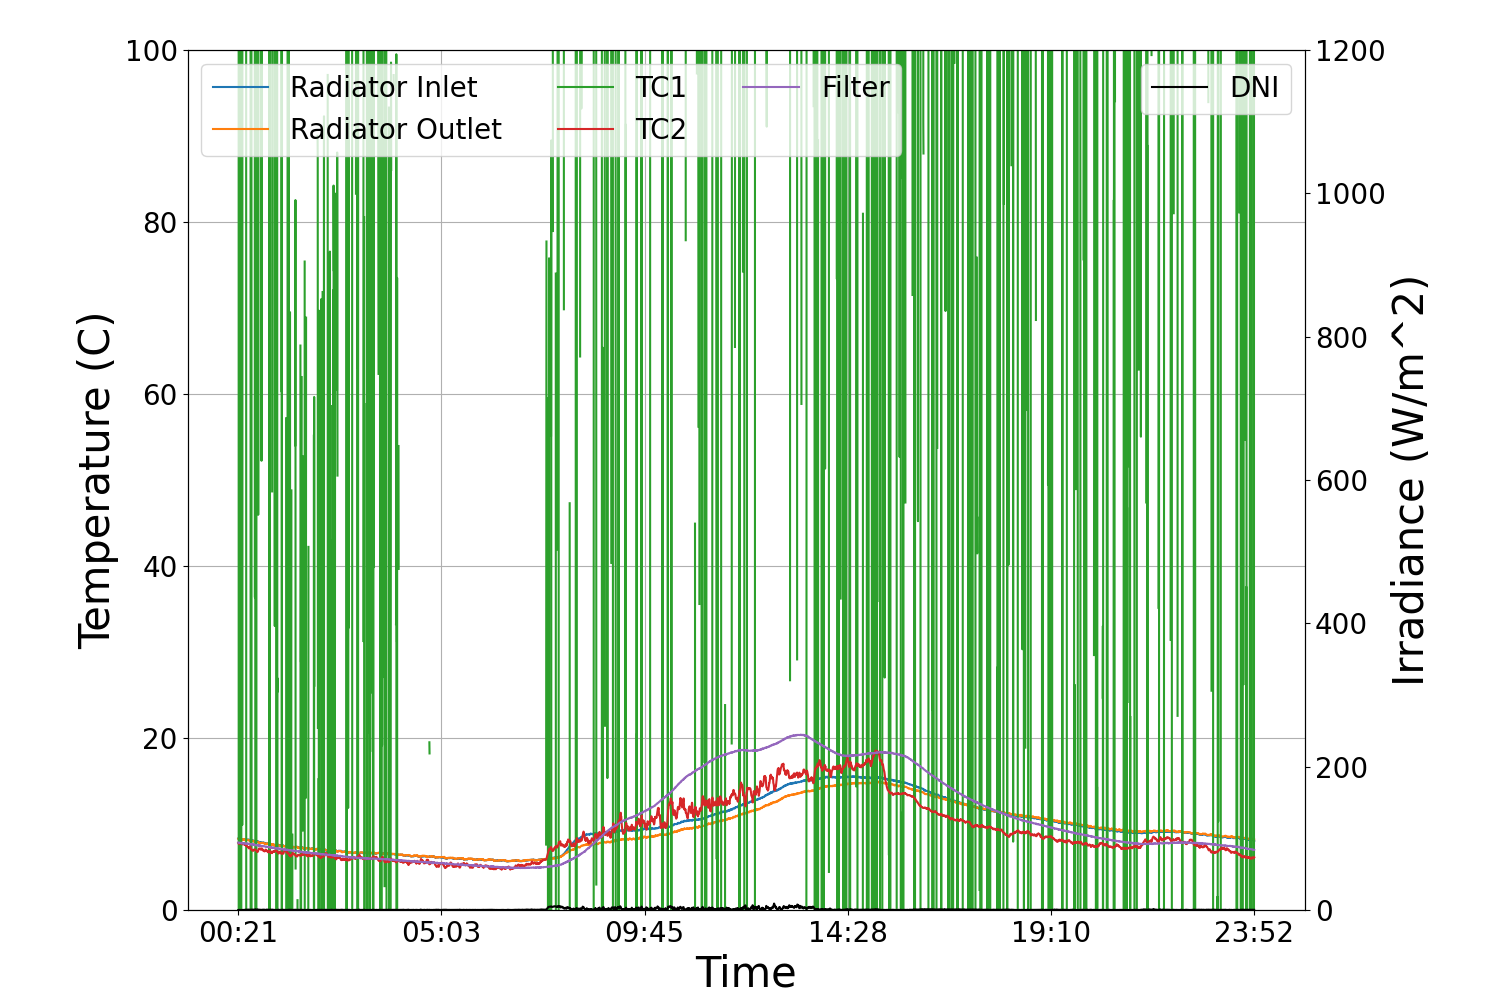 100
80
60
40
20
0
Temperature (C)
Radiator Inlet
Radiator Outlet
TC1
TC2
Filter
DNI
1200
1000
800
600
400
200
0
Irradiance (W/m^2)
00:21 05:03 09:45 14:28 19:10 23:52
Time